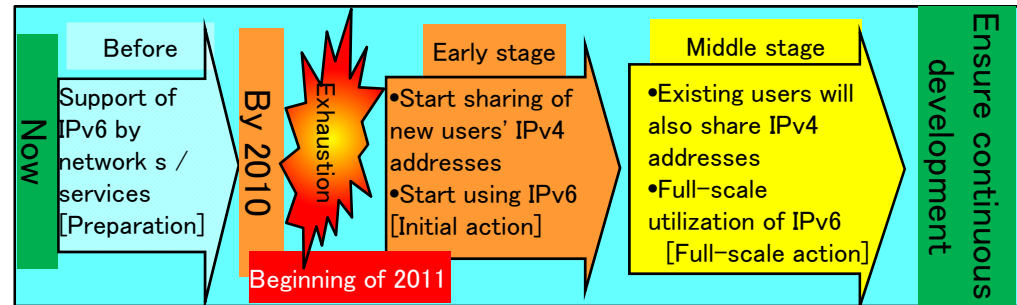 Now
Before
Support of
IPv6 by
network s /
services
[Preparation]
By 2010
Exhaustion
Beginning of 2011
Early stage
•Start sharing of
new users' IPv4
addresses
•Start using IPv6
[Initial action]
Middle stage
•Existing users will
also share IPv4
addresses
•Full-scale
utilization of IPv6
[Full-scale action]
Ensure continuous
development